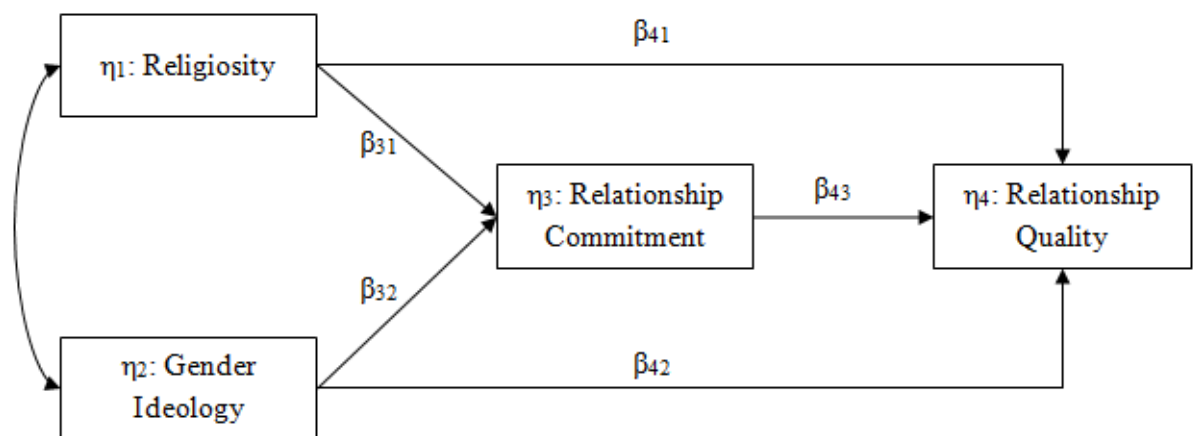 β41
η1: Religiosity
β31
η3: Relationship
Commitment
β43
η4: Relationship
Quality
β32
η2: Gender
Ideology
β42